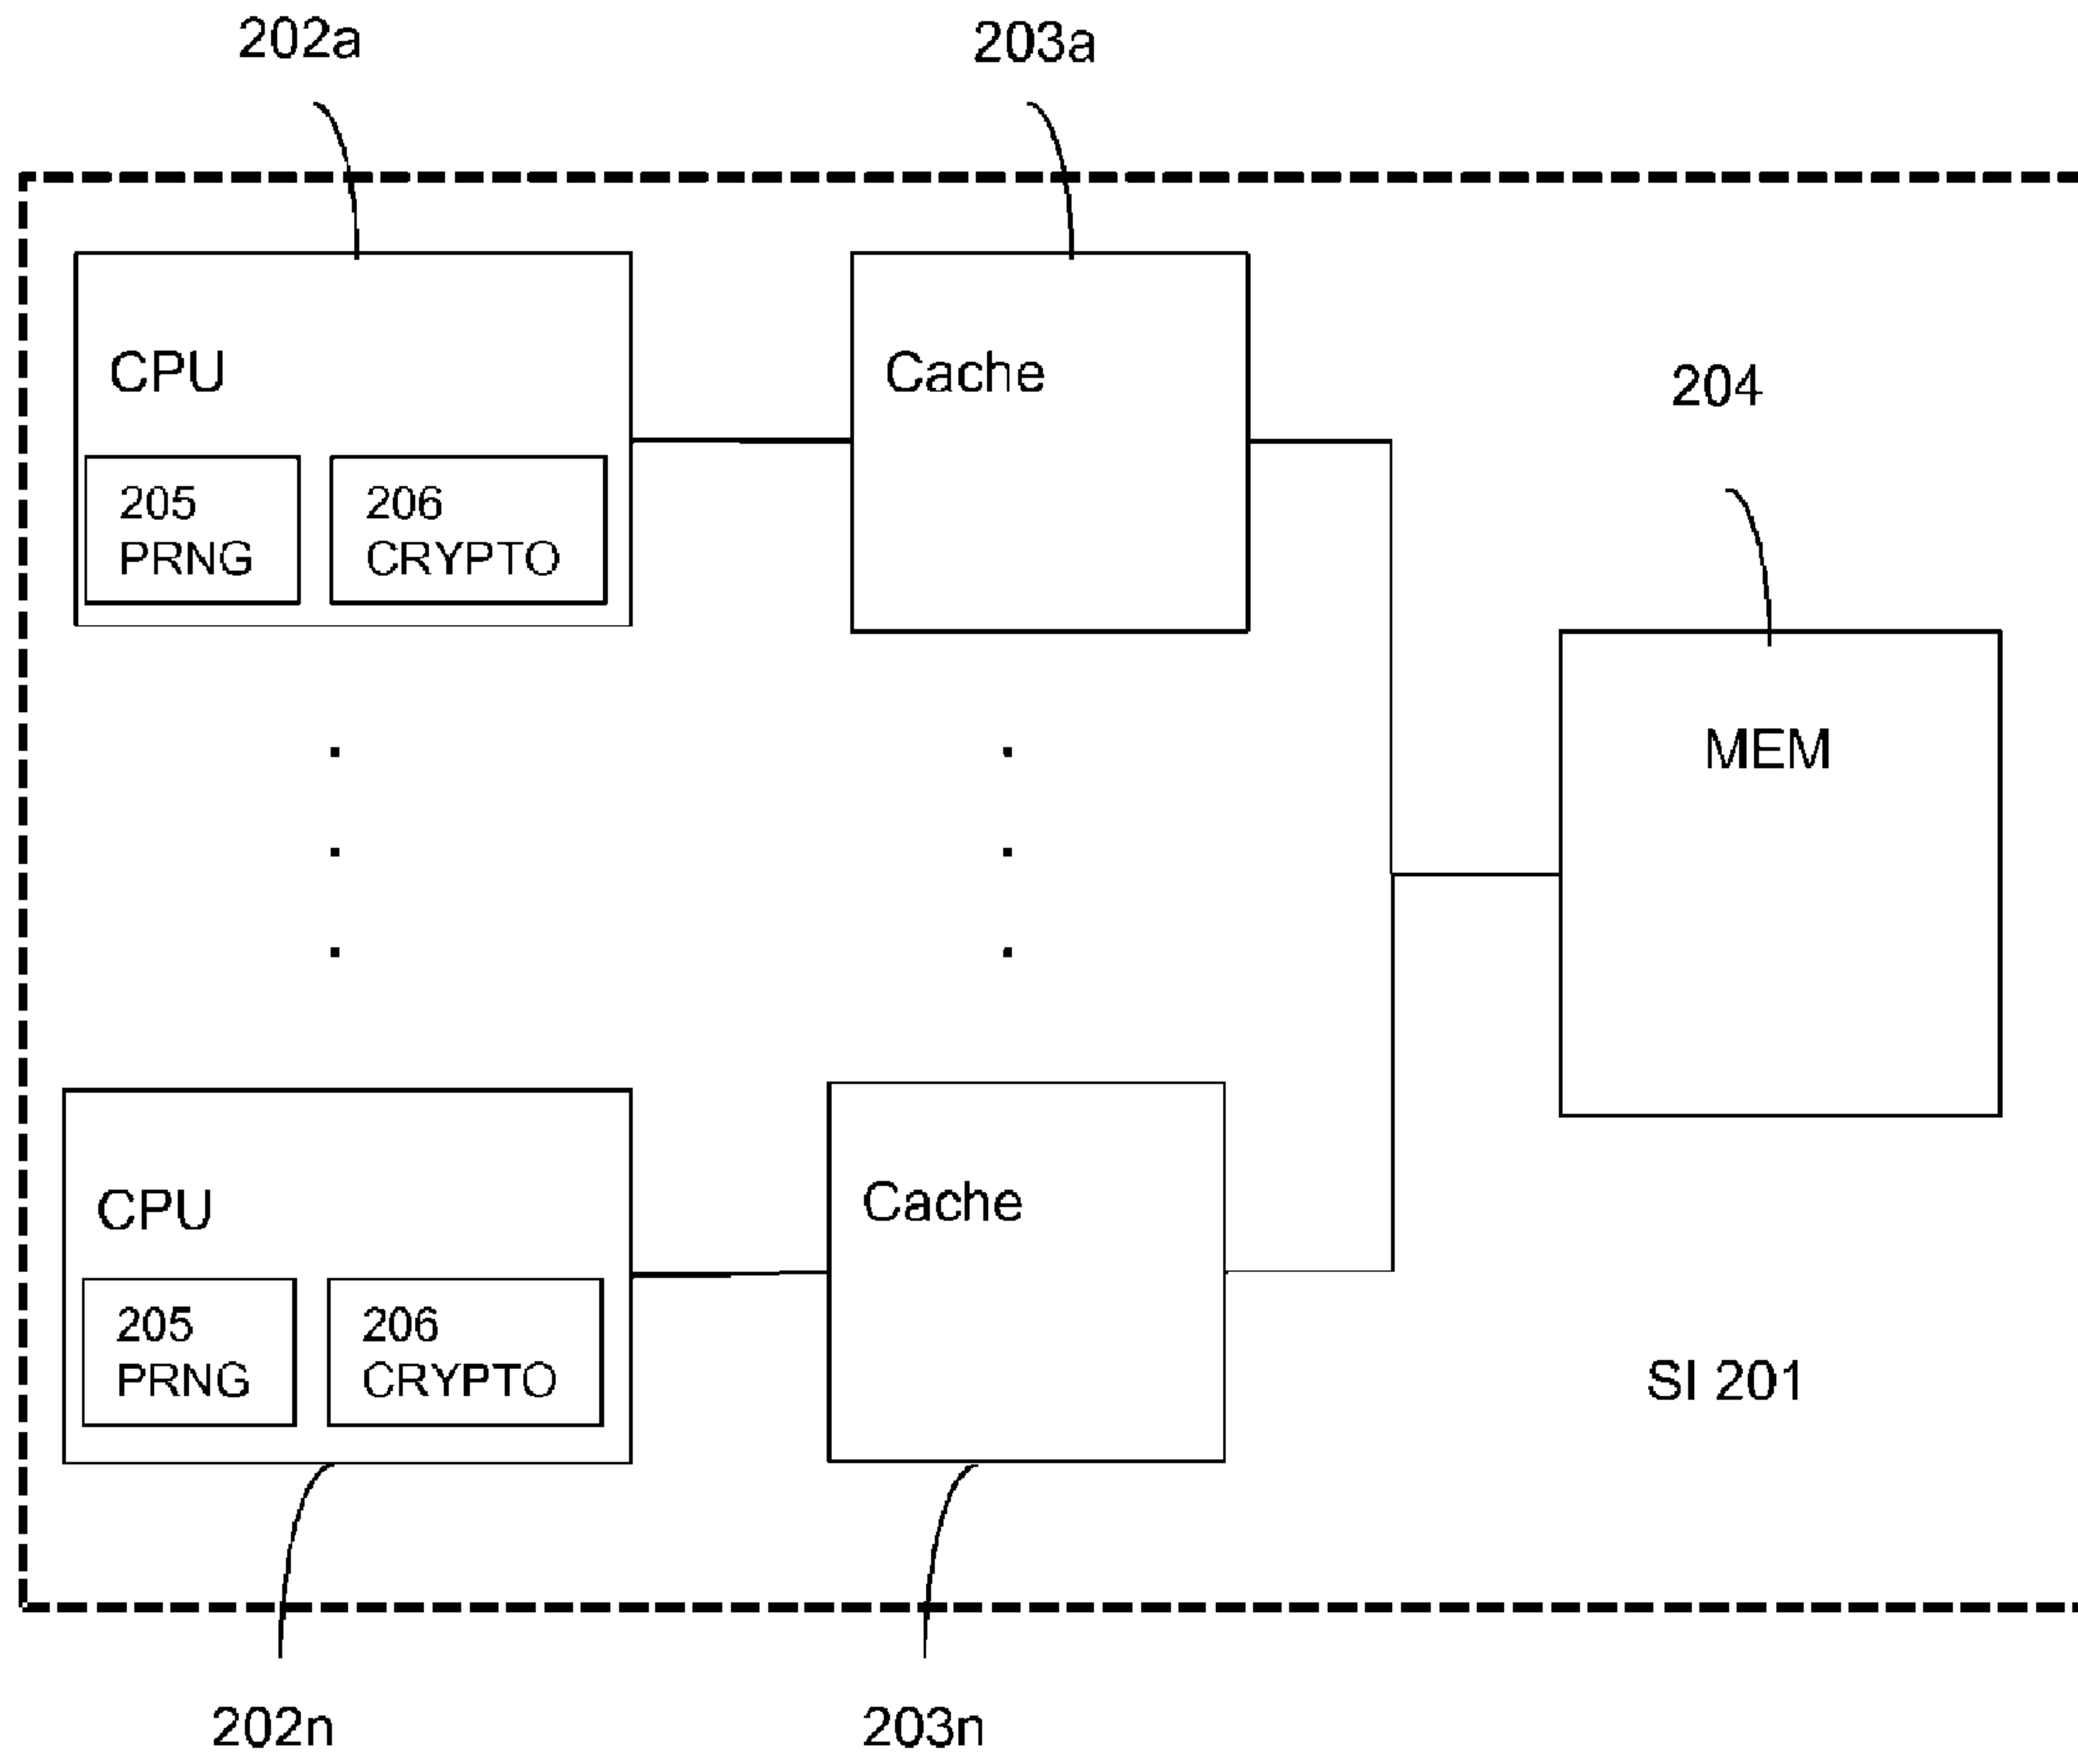 202a
203a
CPU
Cache
204
205
PRNG
206
CRYPTO
MEM
CPU
Cache
205
PRNG
206
CRYPTO
SI 201
202n
203n